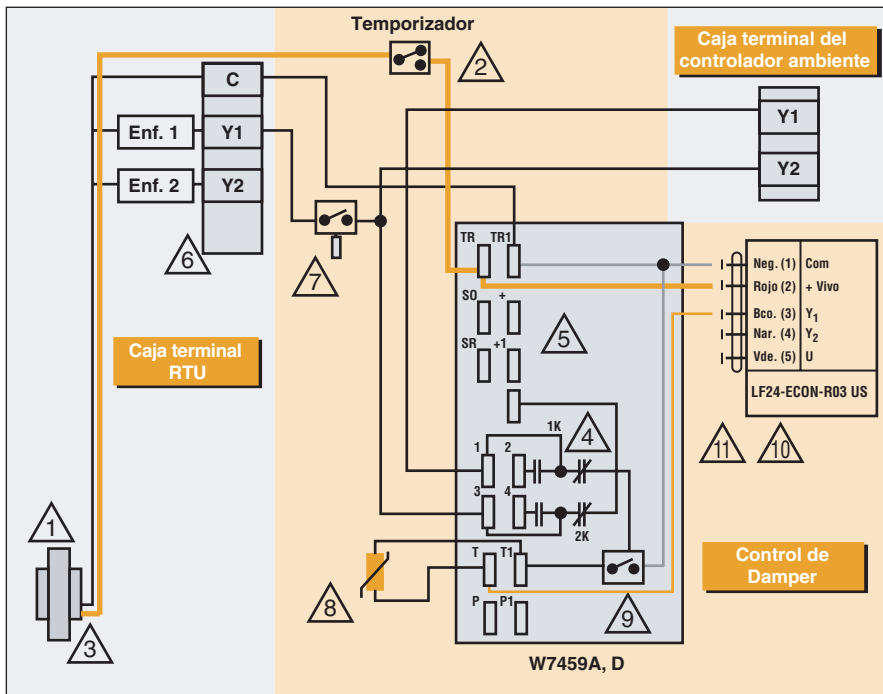 Temporizador
2
Caja terminal del
controlador ambiente
C
Enf. 1
Y1
Enf. 2
Y2
6
7
Y1
Y2
TR
TR1
SO
+
SR
+1
5
Neg. (1)
Com
Rojo (2)
+ Vivo
Bco. (3)
Y1
Nar. (4)
Y2
Vde. (5)
U
LF24-ECON-R03 US
11
10
Caja terminal
RTU
1K
4
1
2
3
4
2K
1
3
8
T
T1
P
P1
9
Control de
Damper
W7459A, D